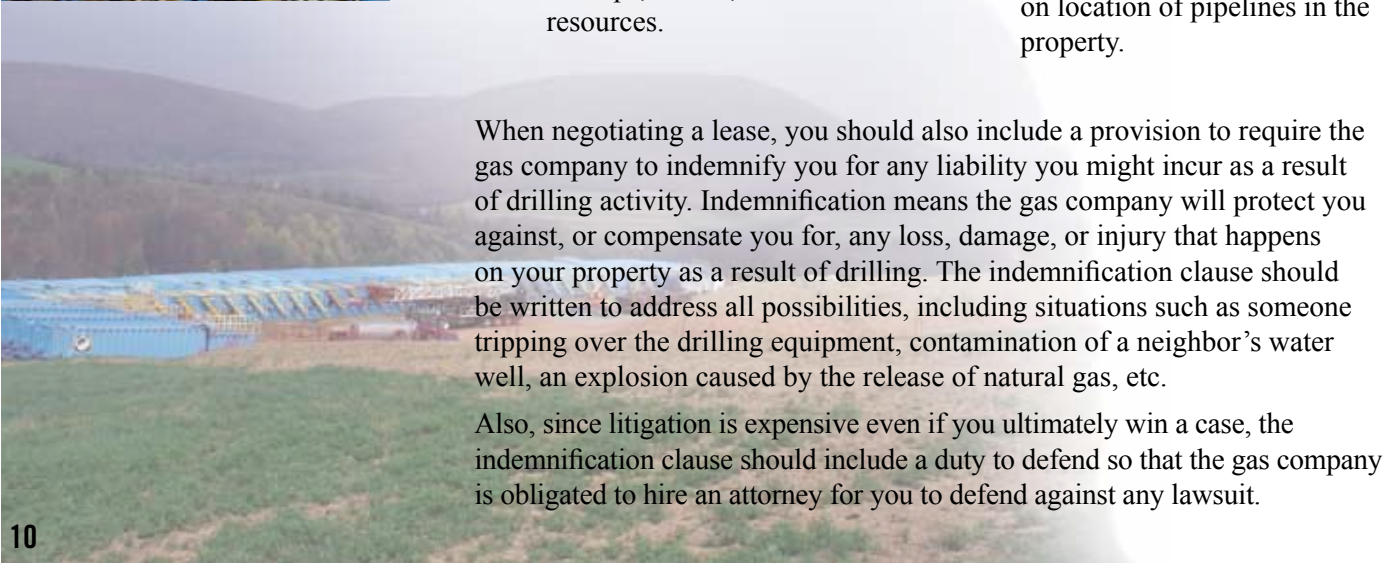 resources.
on location of pipelines in the
property.
When negotiating a lease, you should also include a provision to require the
gas company to indemnify you for any liability you might incur as a result
of drilling activity. Indemnification means the gas company will protect you
against, or compensate you for, any loss, damage, or injury that happens
on your property as a result of drilling. The indemnification clause should
be written to address all possibilities, including situations such as someone
tripping over the drilling equipment, contamination of a neighbor’s water
well, an explosion caused by the release of natural gas, etc.
Also, since litigation is expensive even if you ultimately win a case, the
indemnification clause should include a duty to defend so that the gas company
is obligated to hire an attorney for you to defend against any lawsuit.
10